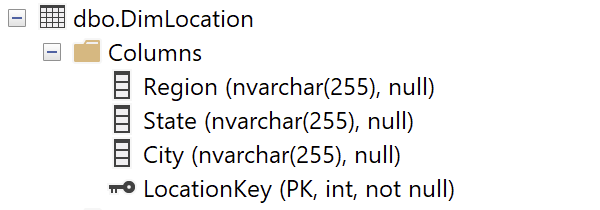 dbo.DimLocation
Columns
Region (nvarchar(255), null)
State (nvarchar(255), null)
City (nvarchar(255), null)
LocationKey (PK, int, not null)